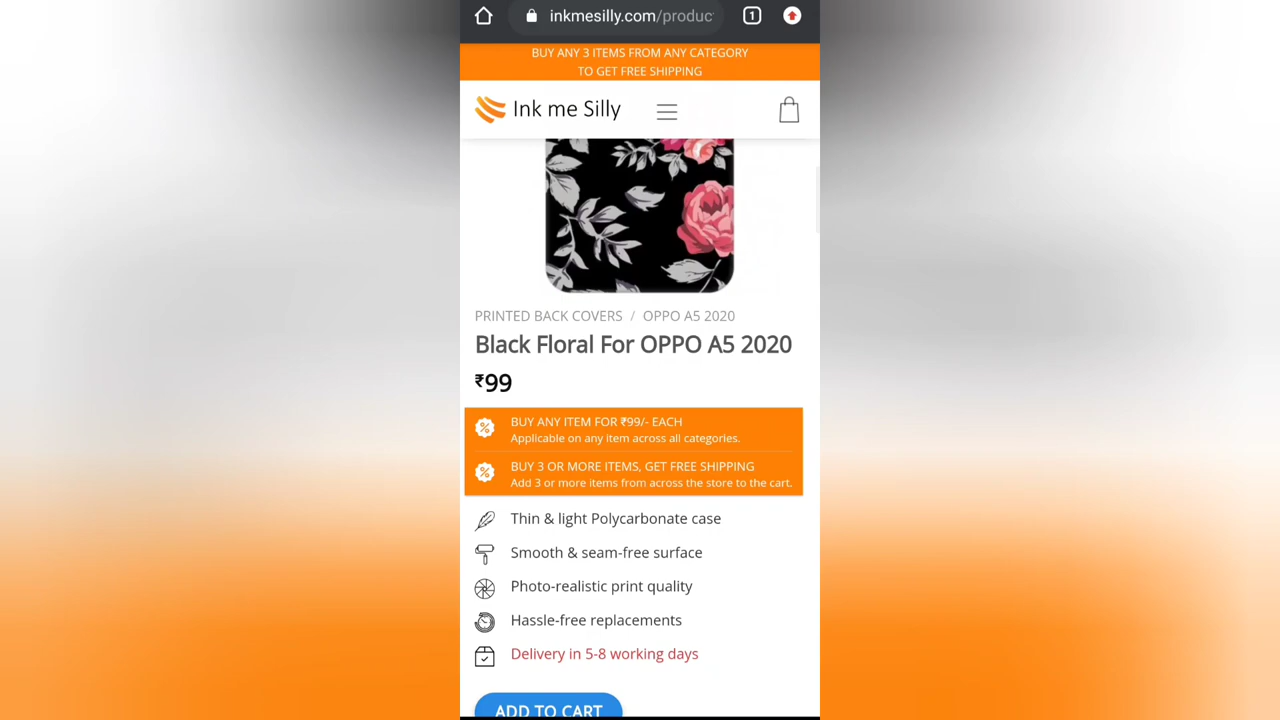 inkmesilly.com/produc
1
BUY ANY 3 ITEMS FROM ANY CATEGORY
TO GET FREE SHIPPING
Ink me Silly
PRINTED BACK COVERS / OPPO A5 2020
Black Floral For OPPO A5 2020
₹99
BUY ANY ITEM FOR ₹99/- EACH
Applicable on any item across all categories.
BUY 3 OR MORE ITEMS, GET FREE SHIPPING
Add 3 or more items from across the store to the cart.
Thin & light Polycarbonate case
Smooth & seam-free surface
Photo-realistic print quality
Hassle-free replacements
Delivery in 5-8 working days
ADD TO CART